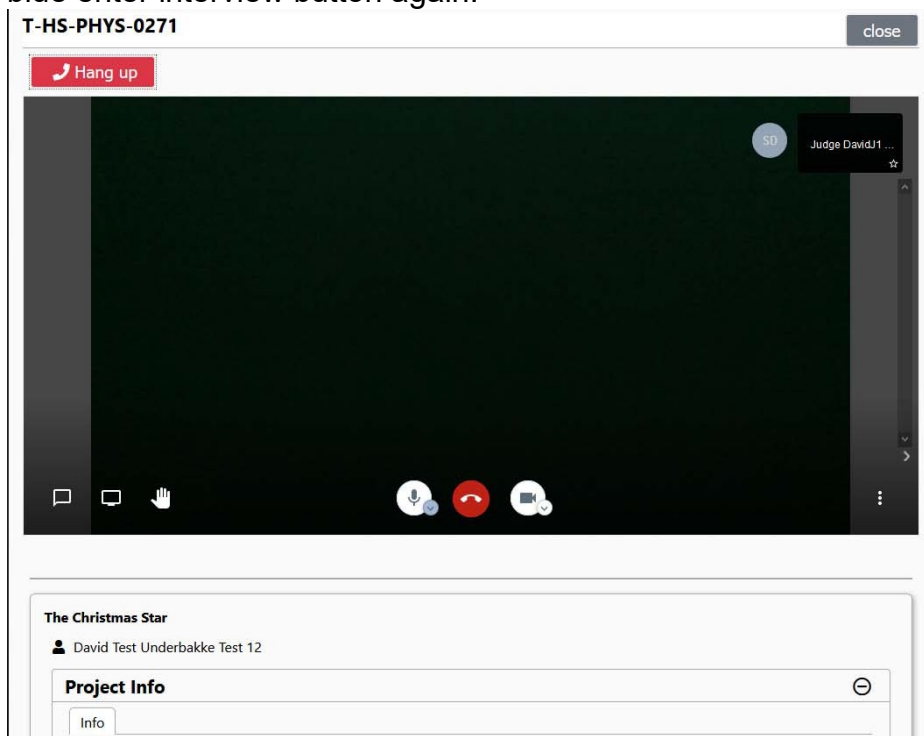 T-HS-PHYS-0271
close
Hang up
SD
Judge DavidJ1 ...
The Christmas Star
David Test Underbakke Test 12
Project Info
Info